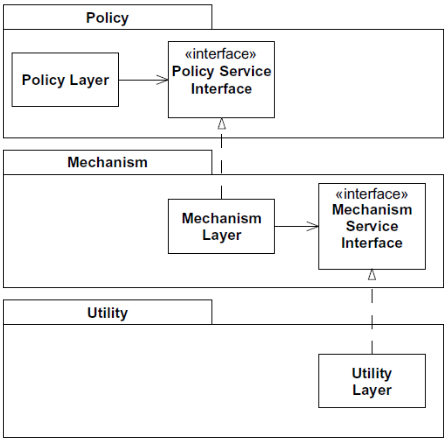 Policy
Policy Layer
«interface»
Policy Service
Interface
Mechanism
Mechanism
Layer
«interface»
Mechanism
Service
Interface
Utility
Utility
Layer